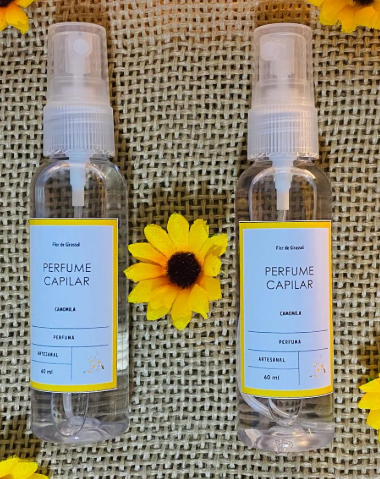 Flor de Girassol
PERFUME
CAPILAR
CAMOMILA
PERFUMA
ARTESANAL
60 ml
Flor de Girassol
PERFUME
CAPILAR
CAMOMILA
PERFUMA
ARTESANAL
60 ml